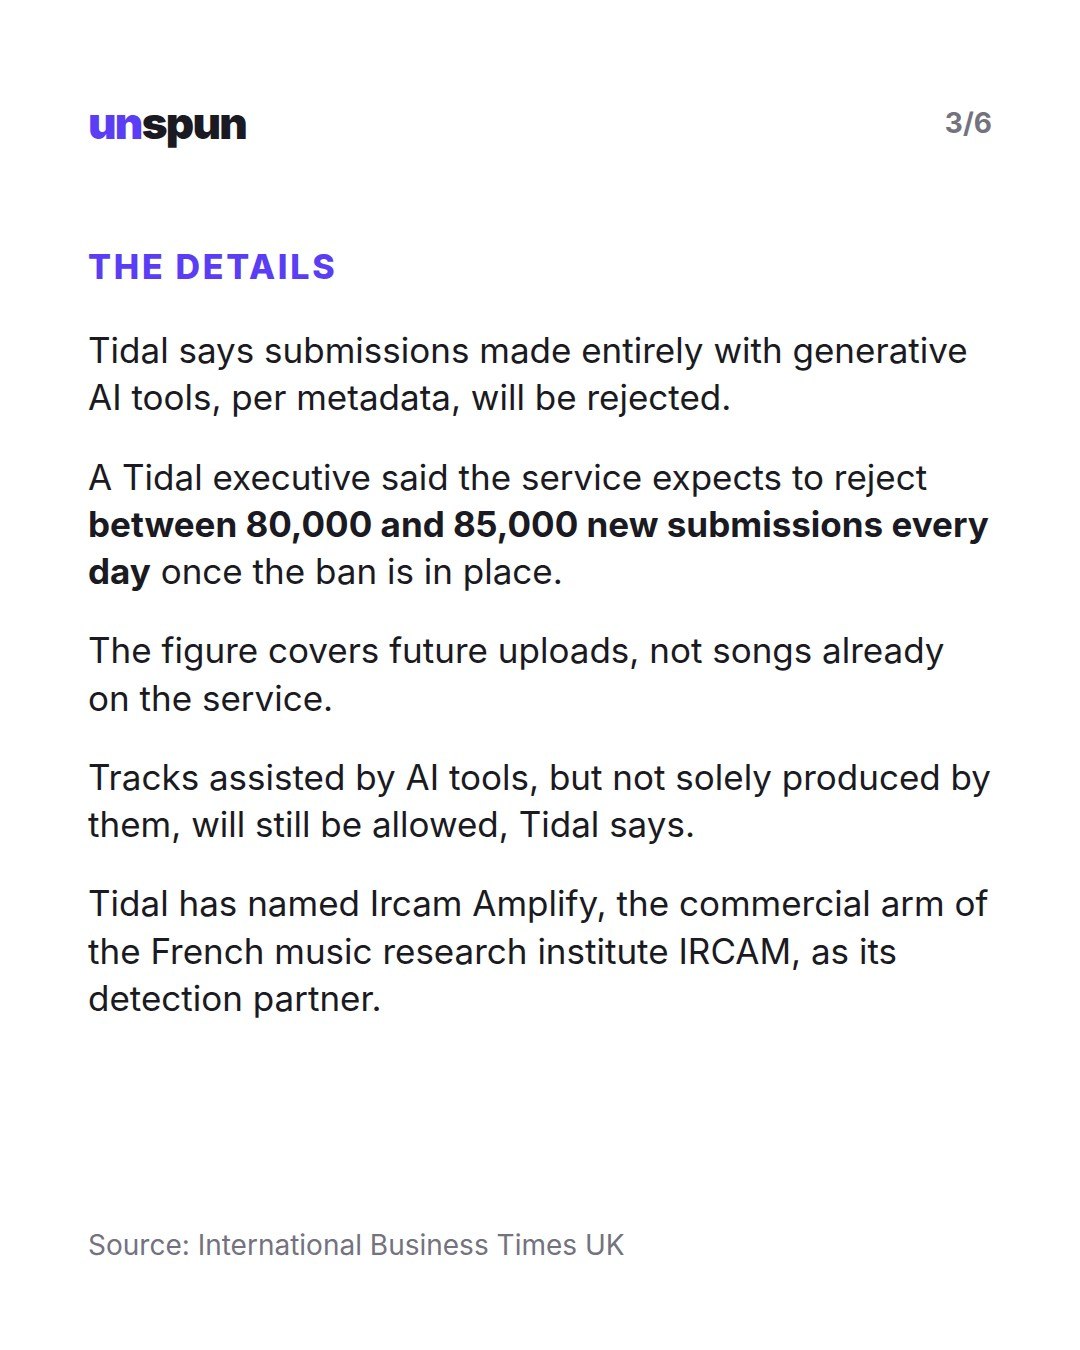 unspun
3/6
THE DETAILS
Tidal says submissions made entirely with generative
AI tools, per metadata, will be rejected.
A Tidal executive said the service expects to reject
between 80,000 and 85,000 new submissions every
day once the ban is in place.
The figure covers future uploads, not songs already
on the service.
Tracks assisted by AI tools, but not solely produced by
them, will still be allowed, Tidal says.
Tidal has named Ircam Amplify, the commercial arm of
the French music research institute IRCAM, as its
detection partner.
Source: International Business Times UK